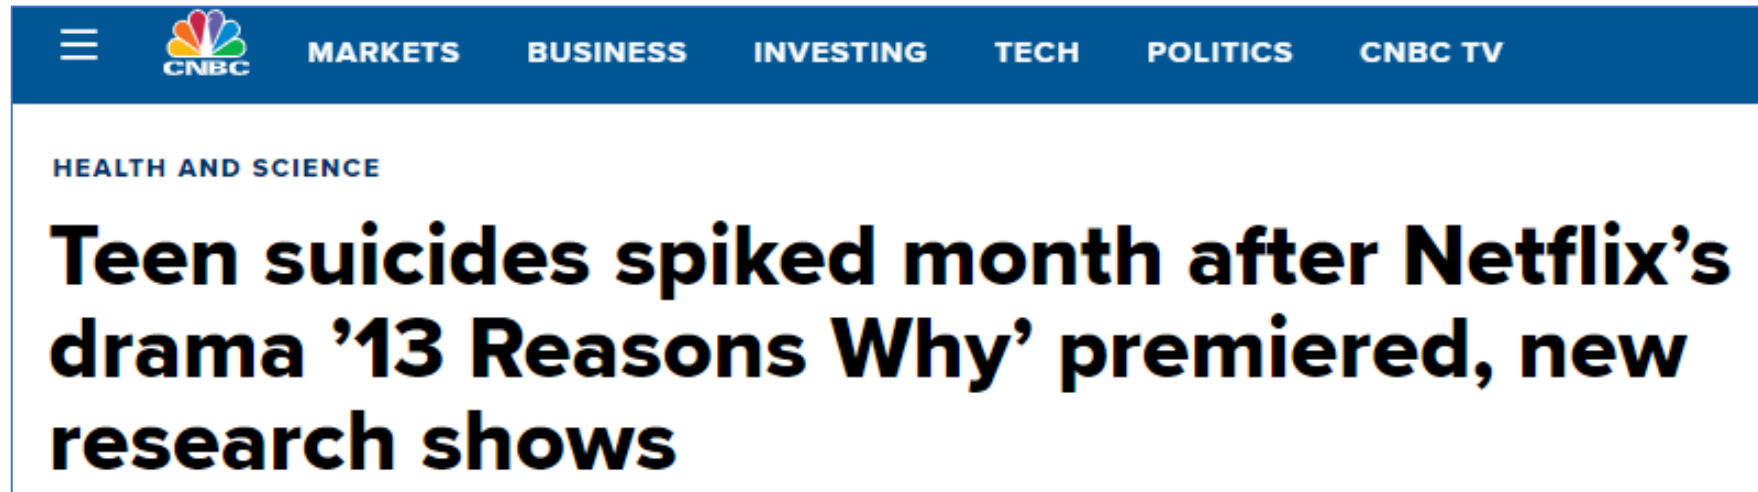 CNBC MARKETS BUSINESS INVESTING TECH POLITICS CNBC TV
HEALTH AND SCIENCE
Teen suicides spiked month after Netflix’s
drama ’13 Reasons Why’ premiered, new
research shows